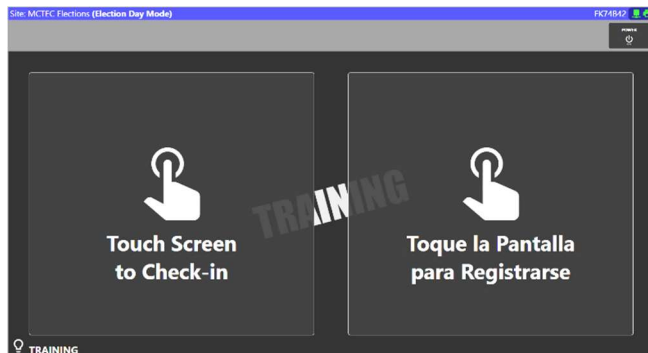 Site: MCTEC Elections (Election Day Mode) FK74842
POWER
TRAINING
Touch Screen
to Check-in
Toque la Pantalla
para Registrarse
TRAINING